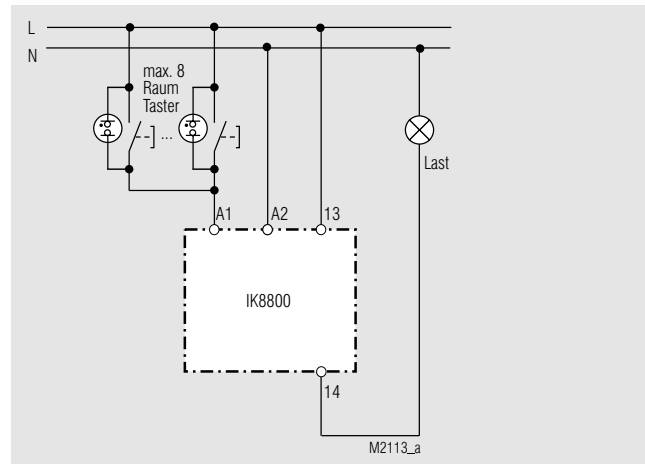 L
N
max. 8
Raum
Taster
...
Last
A1
A2
13
IK8800
14
M2113_a